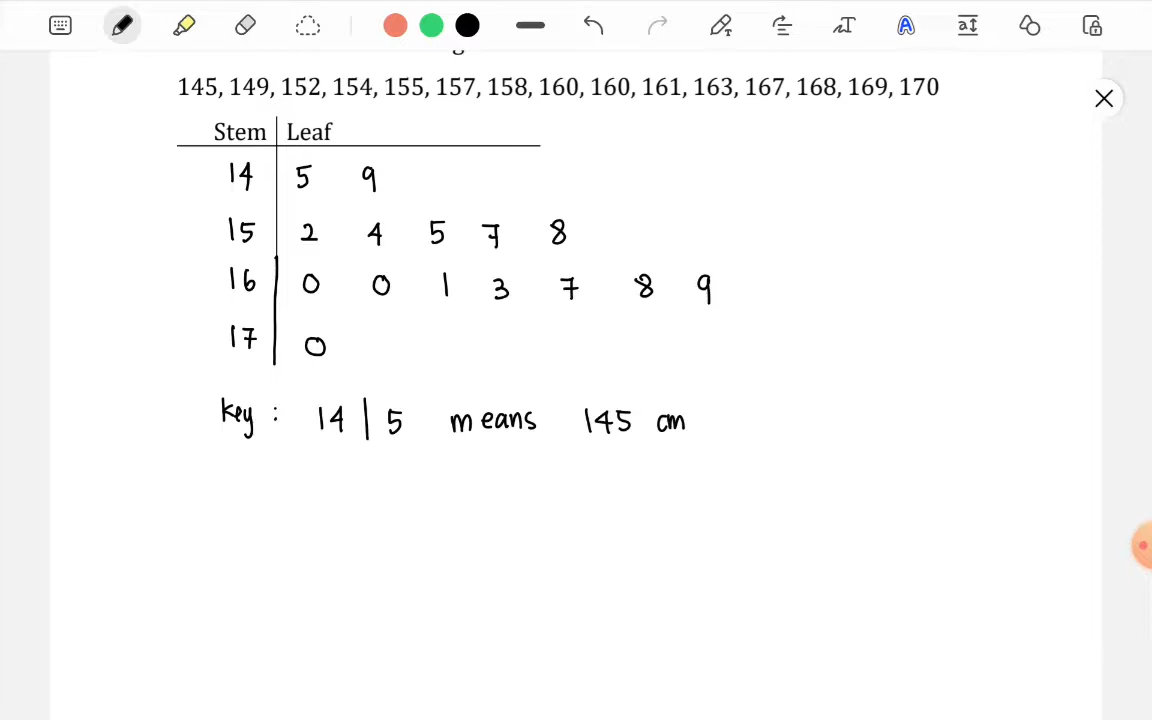 145, 149, 152, 154, 155, 157, 158, 160, 160, 161, 163, 167, 168, 169, 170
Stem Leaf
14 5 9
15 2 4 5 7 8
16 0 0 1 3 7 8 9
17 0
key : 14 | 5 means 145 cm